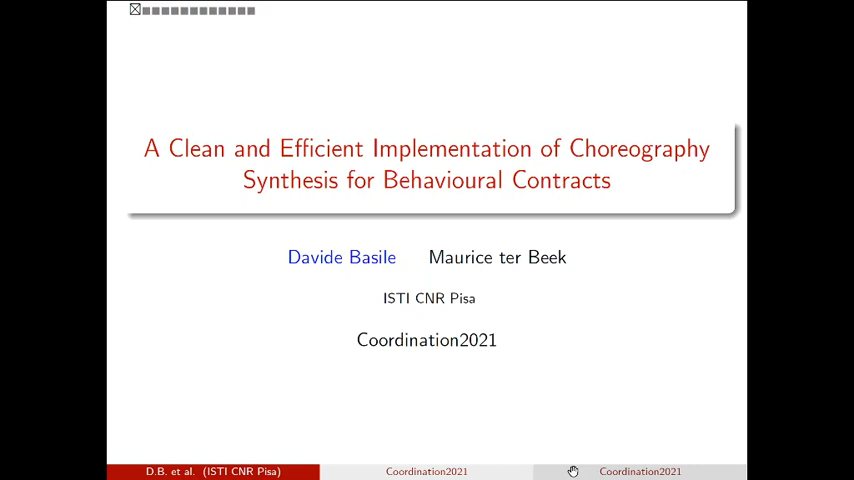 A Clean and Efficient Implementation of Choreography
Synthesis for Behavioural Contracts
Davide Basile Maurice ter Beek
ISTI CNR Pisa
Coordination2021
D.B. et al. (ISTI CNR Pisa) Coordination2021 Coordination2021